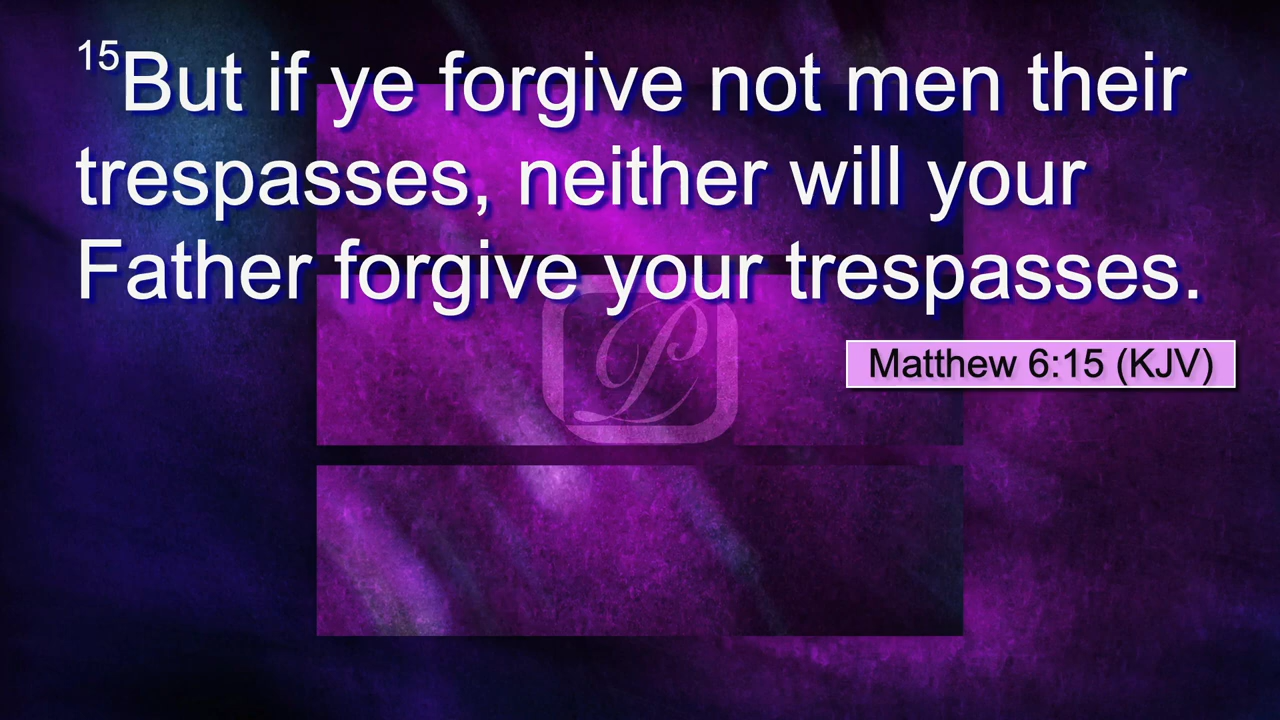 15But if ye forgive not men their
trespasses, neither will your
Father forgive your trespasses.
Matthew 6:15 (KJV)
P